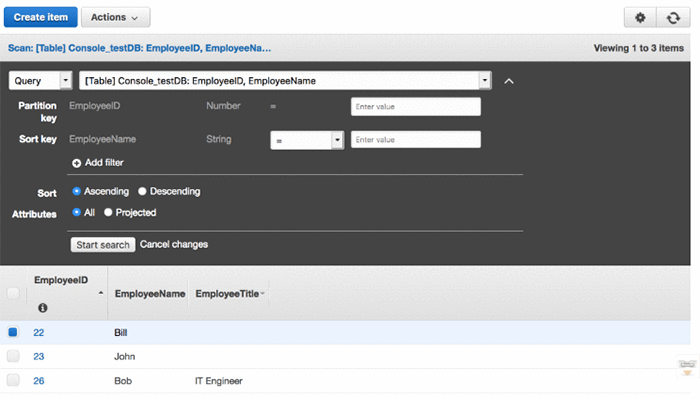 Create item Actions
Scan: [Table] Console_testDB: EmployeeID, EmployeeNa... Viewing 1 to 3 items
Query [Table] Console_testDB: EmployeeID, EmployeeName
Partition key EmployeeID Number = Enter value
Sort key EmployeeName String = Enter value
Add filter
Sort Ascending Descending
Attributes All Projected
Start search Cancel changes
EmployeeID EmployeeName EmployeeTitle
22 Bill
23 John
26 Bob IT Engineer